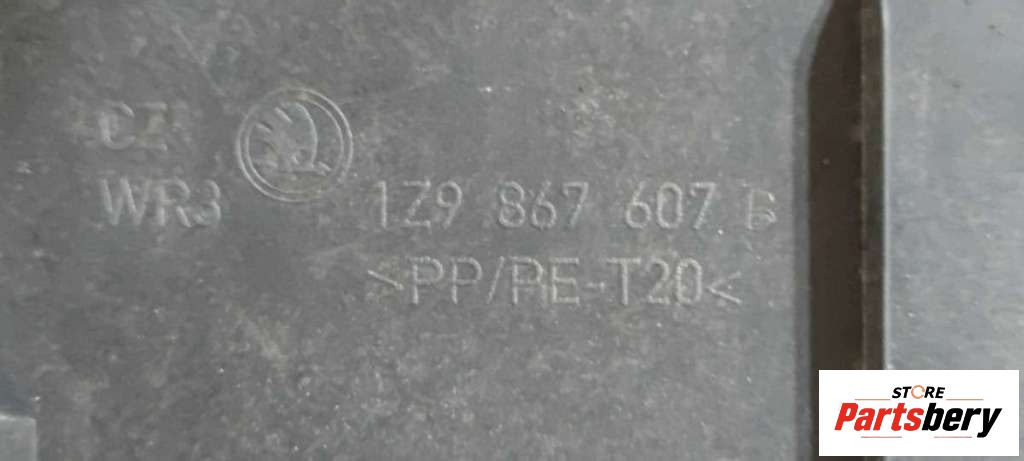 CZ
WR3
1Z9 867 607 B
>PP/PE-T20<
STORE
Partsbery